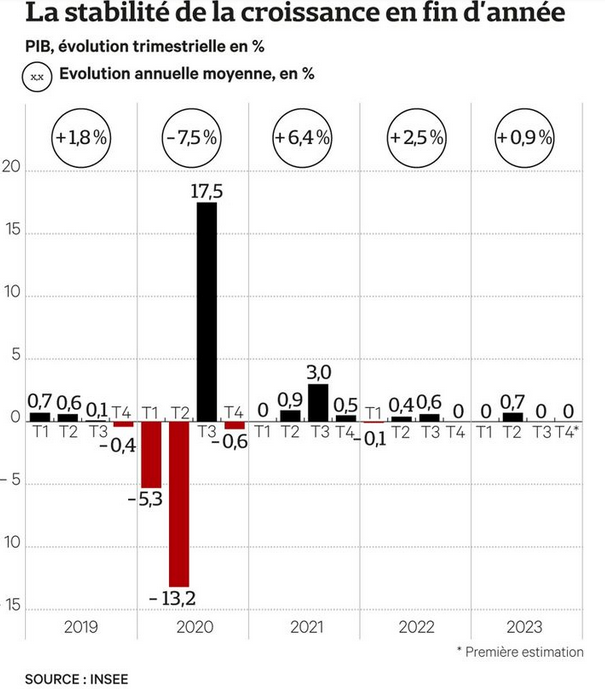 La stabilité de la croissance en fin d'année
PIB, évolution trimestrielle en %
x,x Evolution annuelle moyenne, en %
+1,8% -7,5% +6,4% +2,5% +0,9%
20
17,5
15
10
5
3,0
0,7 0,6 0,1 T4 T1 T2 T4 0 0,9 0,5 T1 0,4 0,6 0 0 0,7 0 0
0
T1 T2 T3 T3 T1 T2 T3 T4 T2 T3 T4 T1 T2 T3 T4*
-0,4 -0,6 -0,1
-5
-5,3
10
-13,2
15
2019 2020 2021 2022 2023
* Première estimation
SOURCE : INSEE